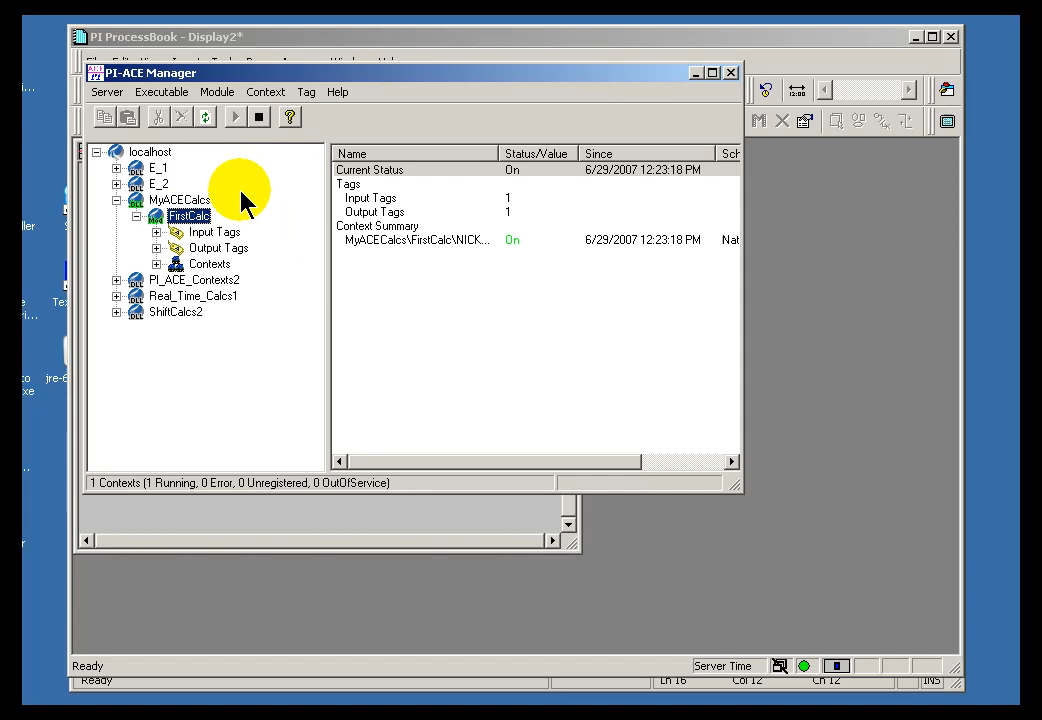 PI ProcessBook - Display2*
PI-ACE Manager
Server Executable Module Context Tag Help
localhost
E_1
E_2
MyACECalcs
FirstCalc
Input Tags
Output Tags
Contexts
PI_ACE_Contexts2
Real_Time_Calcs1
ShiftCalcs2
Name Status/Value Since Sch
Current Status On 6/29/2007 12:23:18 PM
Tags
Input Tags 1
Output Tags 1
Context Summary
MyACECalcs\FirstCalc\NICK... On 6/29/2007 12:23:18 PM Nat
1 Contexts (1 Running, 0 Error, 0 Unregistered, 0 OutOfService)
Ready
Server Time
Ready
Ln 16 Col 12 Ch 12 INS
jre-6